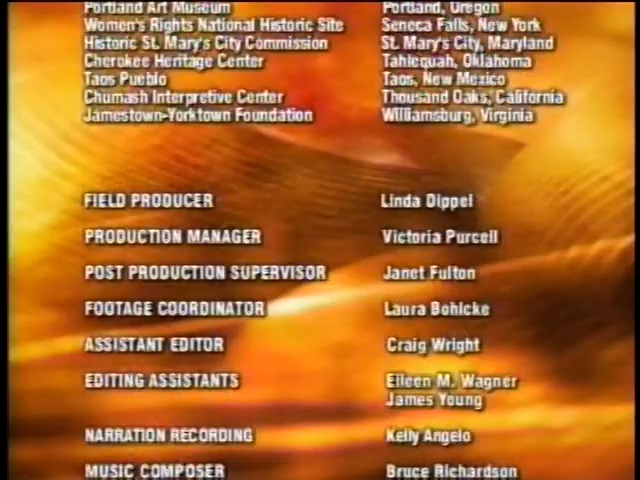 Portland Art Museum Portland, Oregon
Women's Rights National Historic Site Seneca Falls, New York
Historic St. Mary's City Commission St. Mary's City, Maryland
Cherokee Heritage Center Tahlequah, Oklahoma
Taos Pueblo Taos, New Mexico
Chumash Interpretive Center Thousand Oaks, California
Jamestown-Yorktown Foundation Williamsburg, Virginia
FIELD PRODUCER Linda Dippel
PRODUCTION MANAGER Victoria Purcell
POST PRODUCTION SUPERVISOR Janet Fulton
FOOTAGE COORDINATOR Laura Bohlcke
ASSISTANT EDITOR Craig Wright
EDITING ASSISTANTS Eileen M. Wagner
James Young
NARRATION RECORDING Kelly Angelo
MUSIC COMPOSER Bruce Richardson